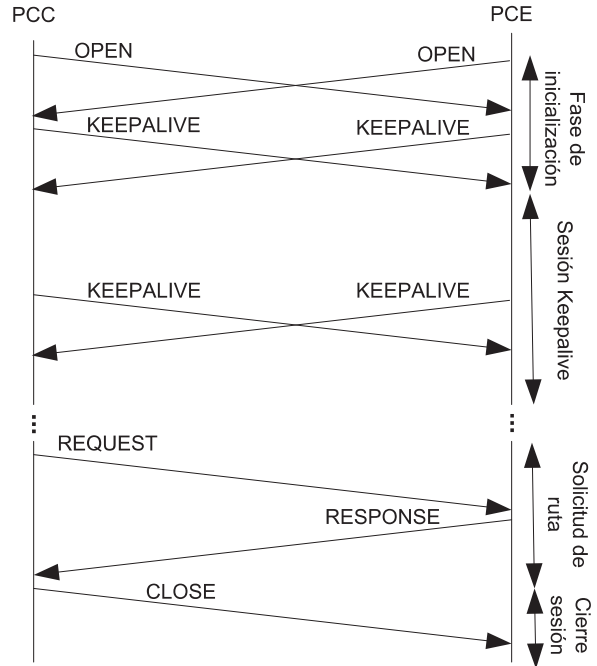 PCC
PCE
OPEN
OPEN
KEEPALIVE
KEEPALIVE
Fase de
inicialización
KEEPALIVE
KEEPALIVE
Sesión Keepalive
REQUEST
RESPONSE
Solicitud de
ruta
CLOSE
Cierre
sesión